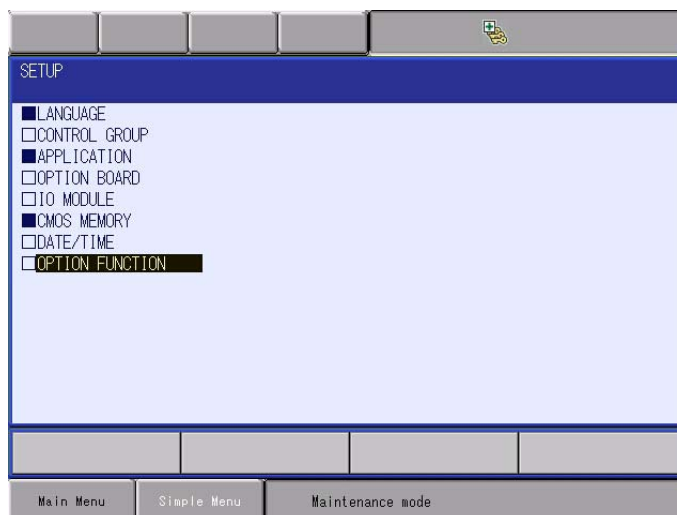 SETUP
■LANGUAGE
□CONTROL GROUP
■APPLICATION
□OPTION BOARD
□IO MODULE
■CMOS MEMORY
□DATE/TIME
□OPTION FUNCTION
Main Menu Simple Menu Maintenance mode